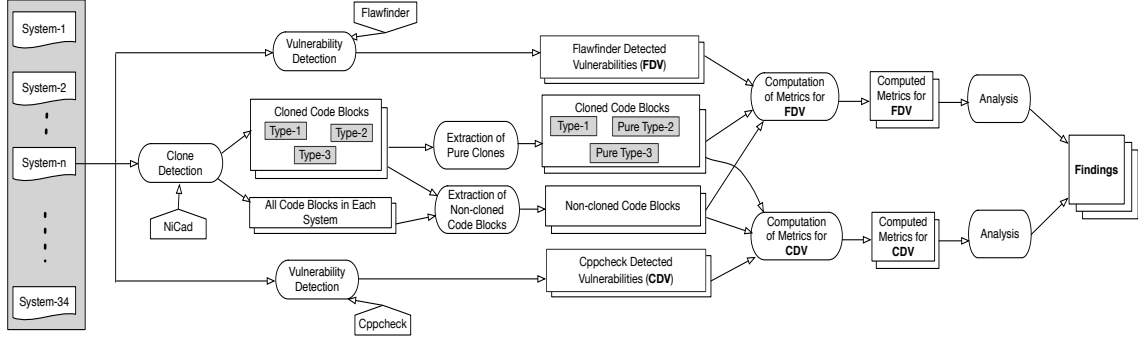 System-1
System-2
System-n
System-34
Flawfinder
Vulnerability
Detection
Flawfinder Detected
Vulnerabilities (FDV)
Clone
Detection
NiCad
Cloned Code Blocks
Type-1
Type-2
Type-3
All Code Blocks in Each
System
Extraction of
Pure Clones
Extraction of
Non-cloned
Code Blocks
Cloned Code Blocks
Type-1
Pure Type-2
Pure Type-3
Non-cloned Code Blocks
Vulnerability
Detection
Cppcheck
Cppcheck Detected
Vulnerabilities (CDV)
Computation
of Metrics for
FDV
Computed
Metrics for
FDV
Analysis
Computation
of Metrics for
CDV
Computed
Metrics for
CDV
Analysis
Findings